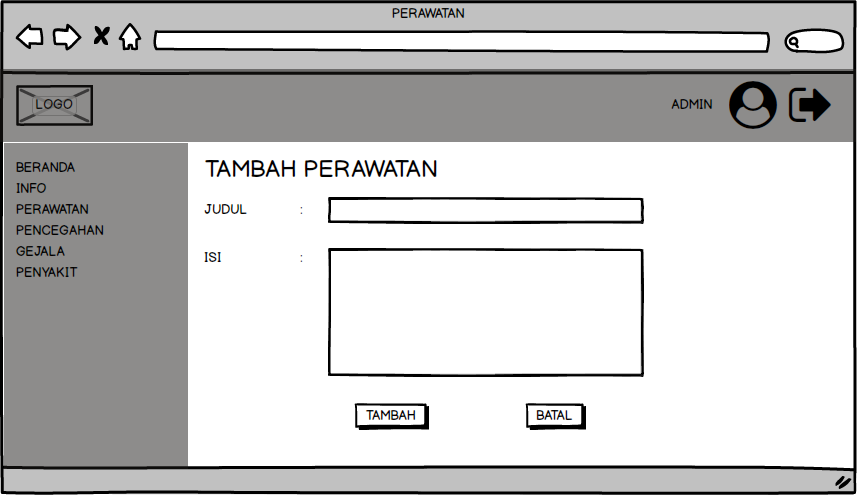 PERAWATAN
LOGO
ADMIN
BERANDA
INFO
PERAWATAN
PENCEGAHAN
GEJALA
PENYAKIT
TAMBAH PERAWATAN
JUDUL :
ISI :
TAMBAH
BATAL